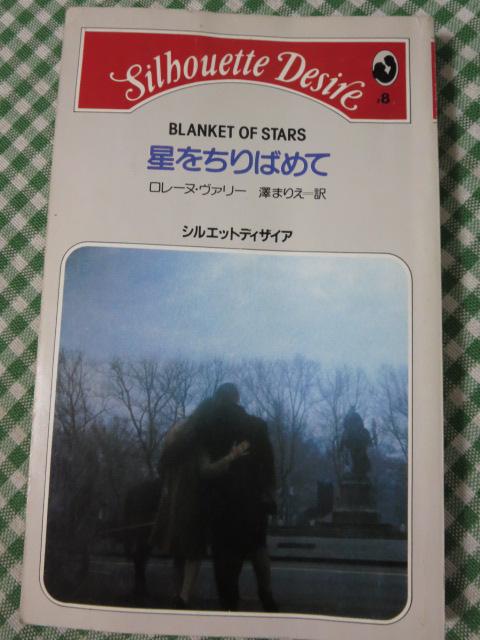 Silhouette Desire
BLANKET OF STARS
星をちりばめて
ロレーヌ・ヴァリー 澤まりえ=訳
シルエットディザイア